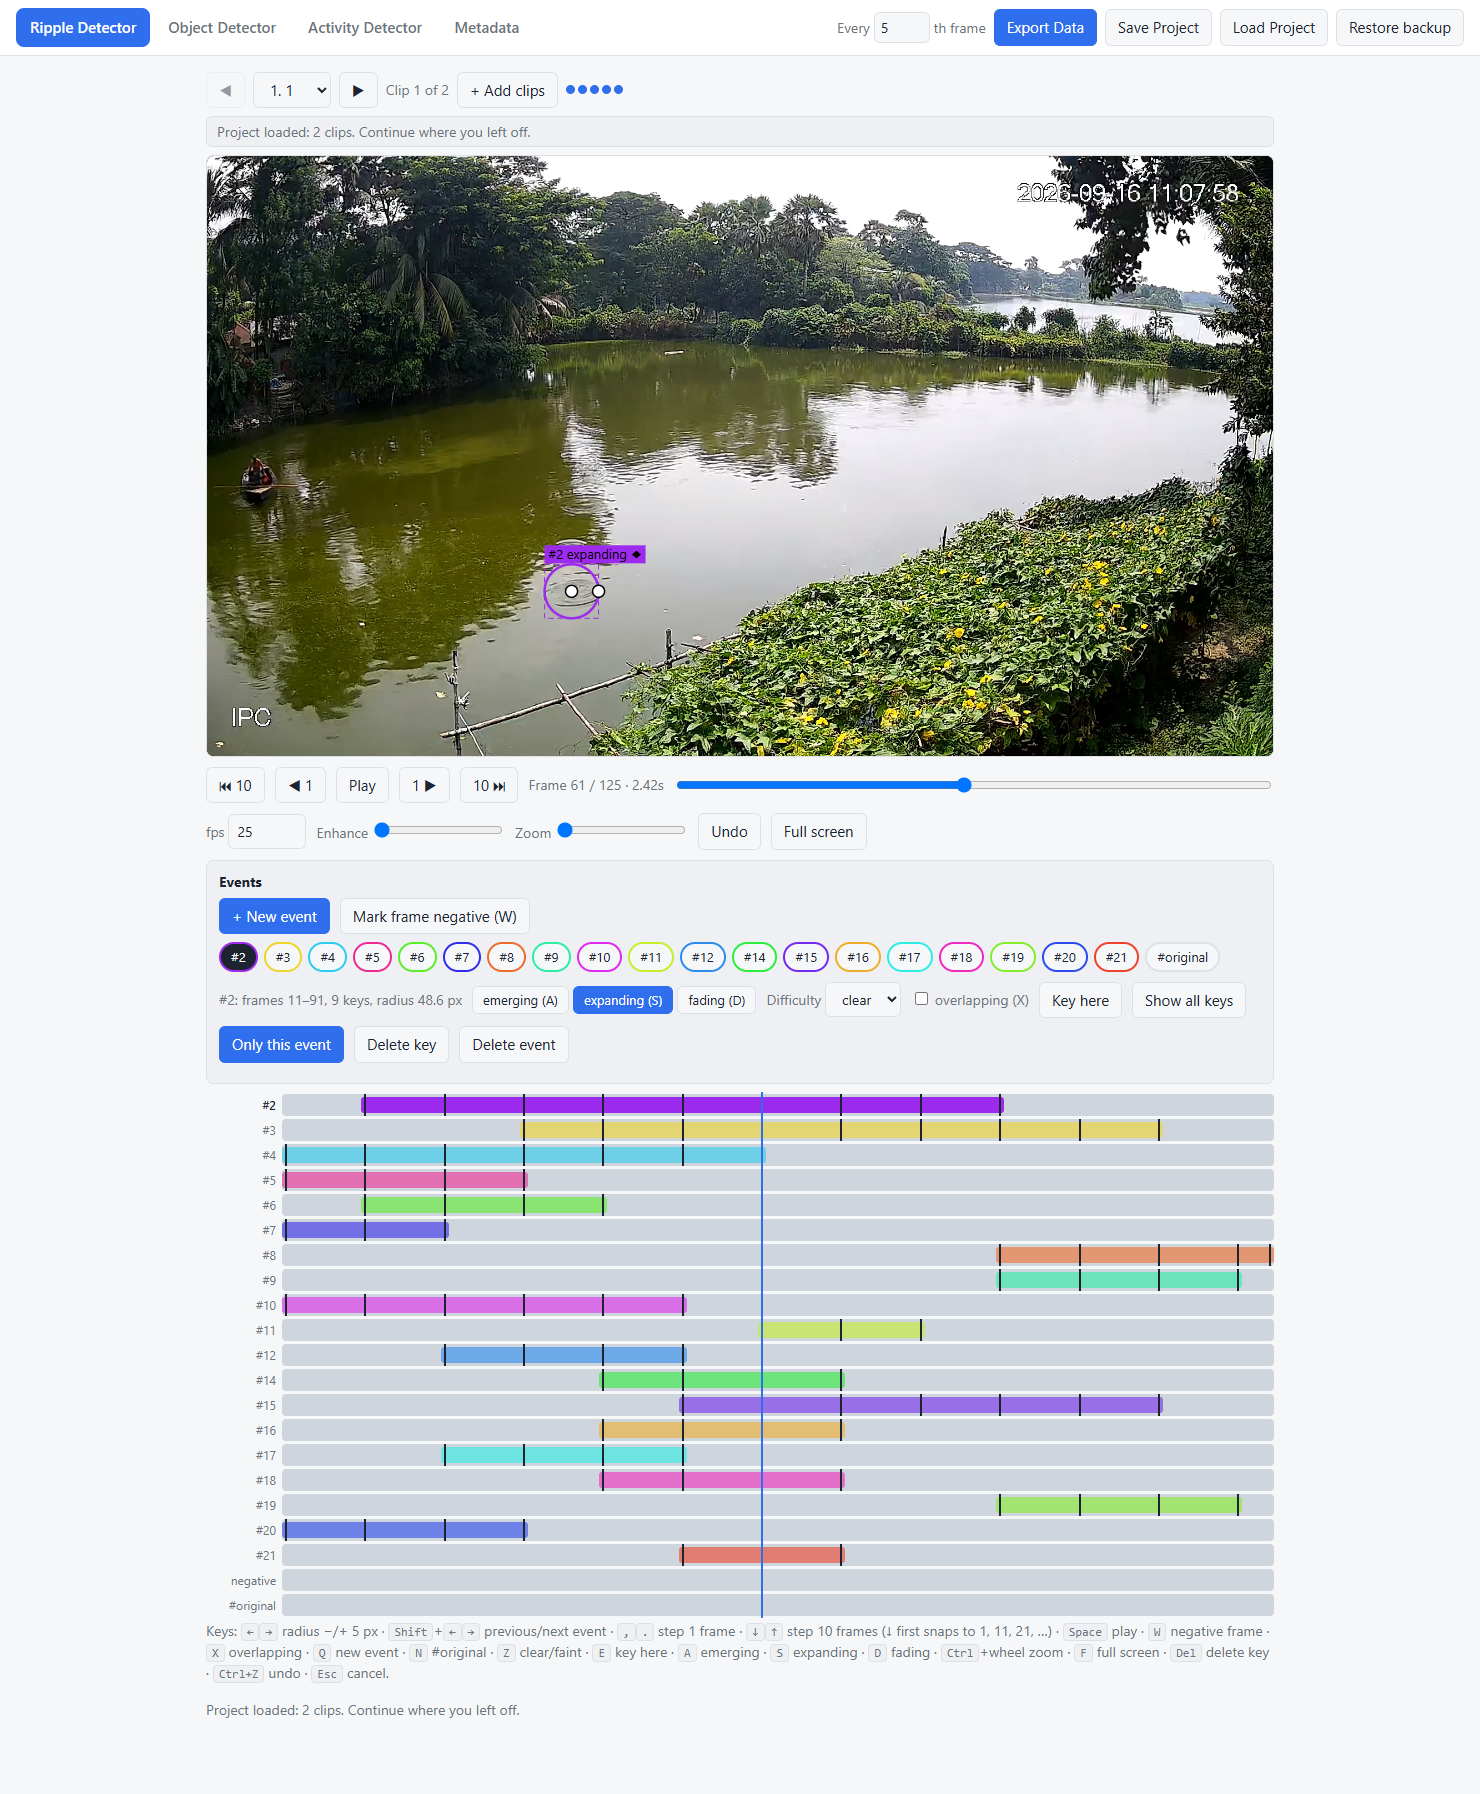 Ripple Detector Object Detector Activity Detector Metadata Every 5 th frame Export Data Save Project Load Project Restore backup
◀ 1. 1 ▶ Clip 1 of 2 + Add clips
Project loaded: 2 clips. Continue where you left off.
2026-09-16 11:07:58
#2 expanding ◆
IPC
⏮ 10 ◀ 1 Play 1 ▶ 10 ⏭ Frame 61 / 125 · 2.42s
fps 25 Enhance Zoom Undo Full screen
Events
+ New event Mark frame negative (W)
#2 #3 #4 #5 #6 #7 #8 #9 #10 #11 #12 #14 #15 #16 #17 #18 #19 #20 #21 #original
#2: frames 11–91, 9 keys, radius 48.6 px emerging (A) expanding (S) fading (D) Difficulty clear overlapping (X) Key here Show all keys
Only this event Delete key Delete event
#2
#3
#4
#5
#6
#7
#8
#9
#10
#11
#12
#14
#15
#16
#17
#18
#19
#20
#21
negative
#original
Keys: ← → radius −/+ 5 px · Shift + ← → previous/next event · , . step 1 frame · ↓ ↑ step 10 frames (↓ first snaps to 1, 11, 21, ...) · Space play · W negative frame ·
X overlapping · Q new event · N #original · Z clear/faint · E key here · A emerging · S expanding · D fading · Ctrl +wheel zoom · F full screen · Del delete key
· Ctrl+Z undo · Esc cancel.
Project loaded: 2 clips. Continue where you left off.